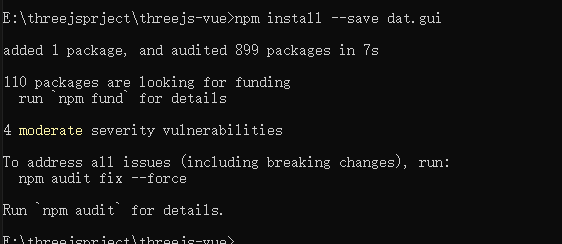 E:\threejsprject\threejs-vue>npm install --save dat.gui
added 1 package, and audited 899 packages in 7s
110 packages are looking for funding
run `npm fund` for details
4 moderate severity vulnerabilities
To address all issues (including breaking changes), run:
npm audit fix --force
Run `npm audit` for details.
E:\threejsprject\threejs-vue>